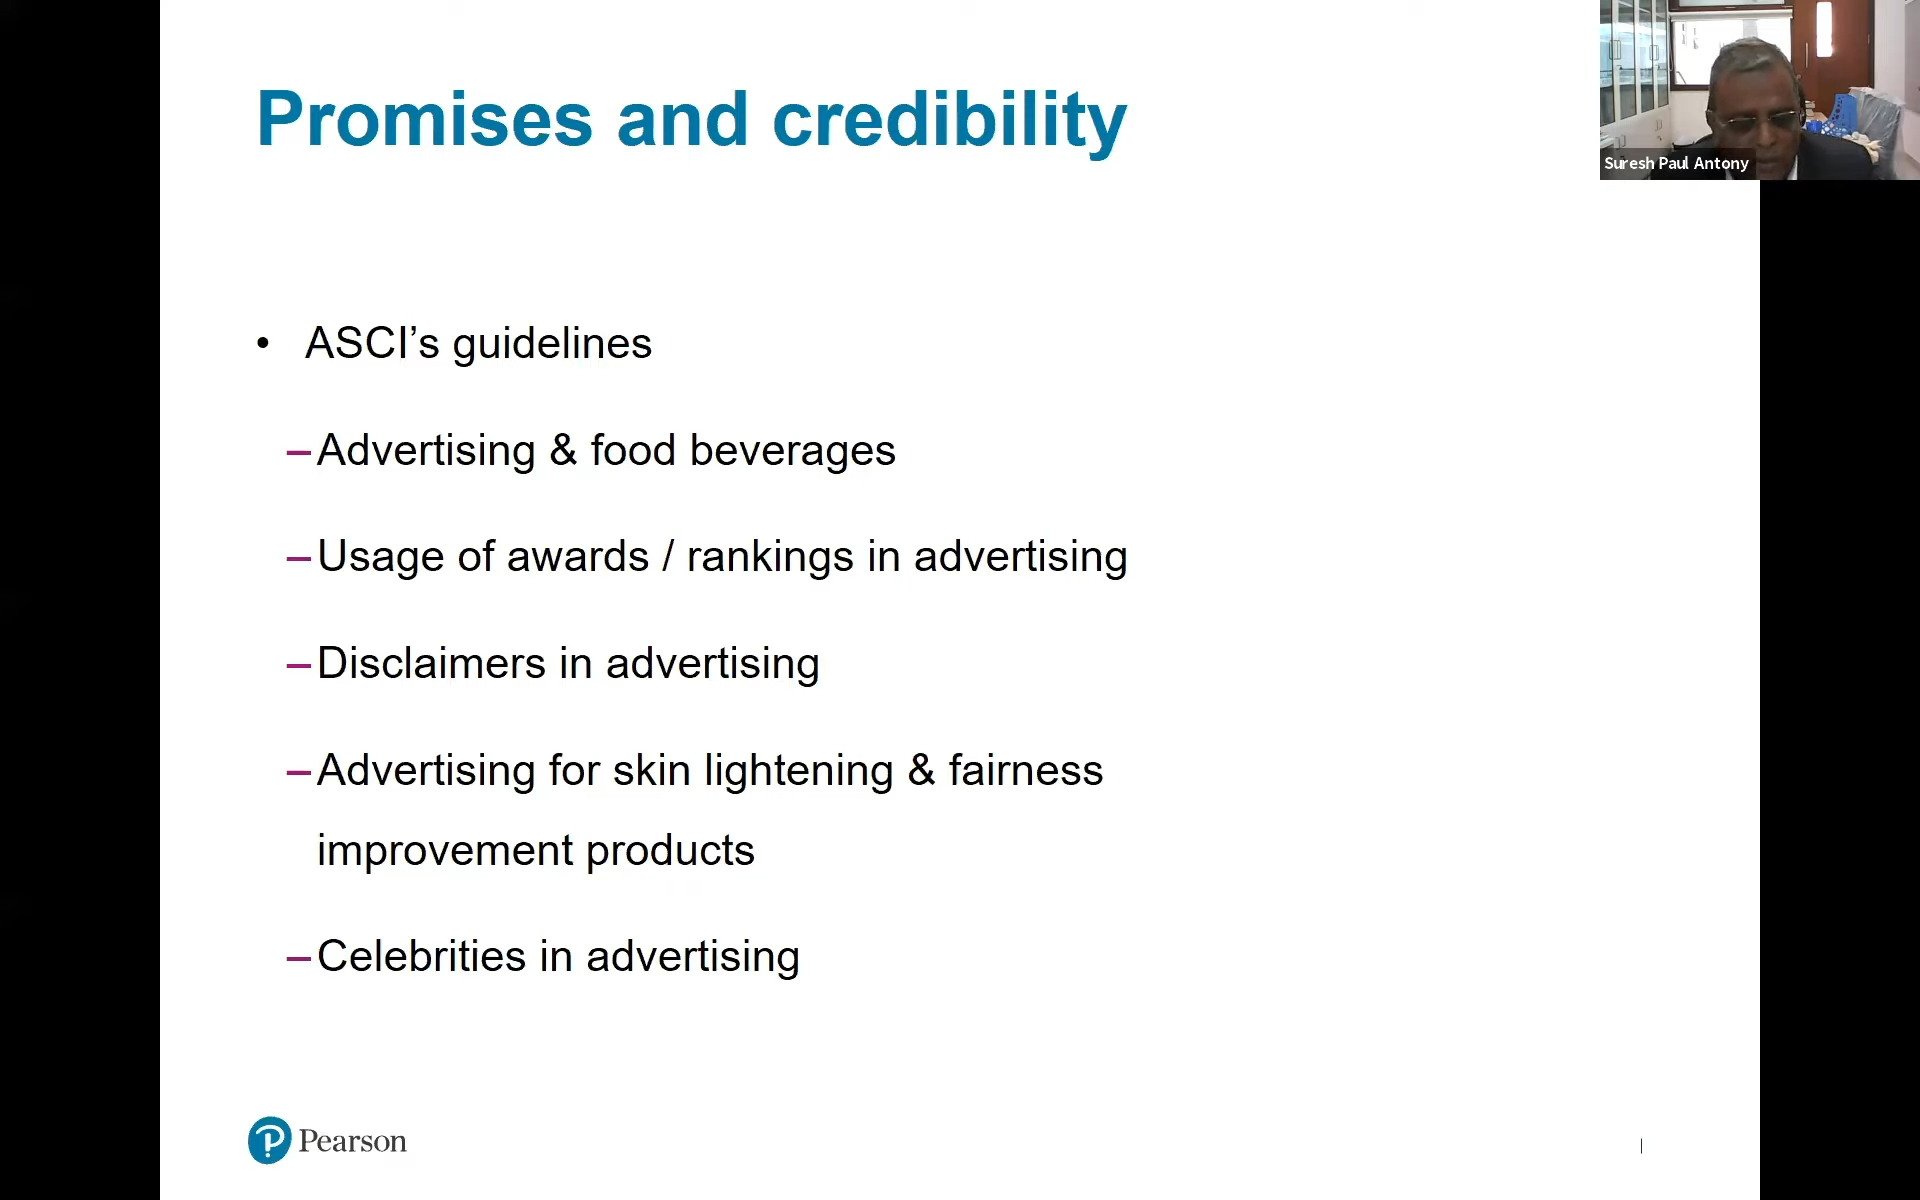 Promises and credibility
Suresh Paul Antony
• ASCI’s guidelines
–Advertising & food beverages
–Usage of awards / rankings in advertising
–Disclaimers in advertising
–Advertising for skin lightening & fairness
improvement products
–Celebrities in advertising
Pearson